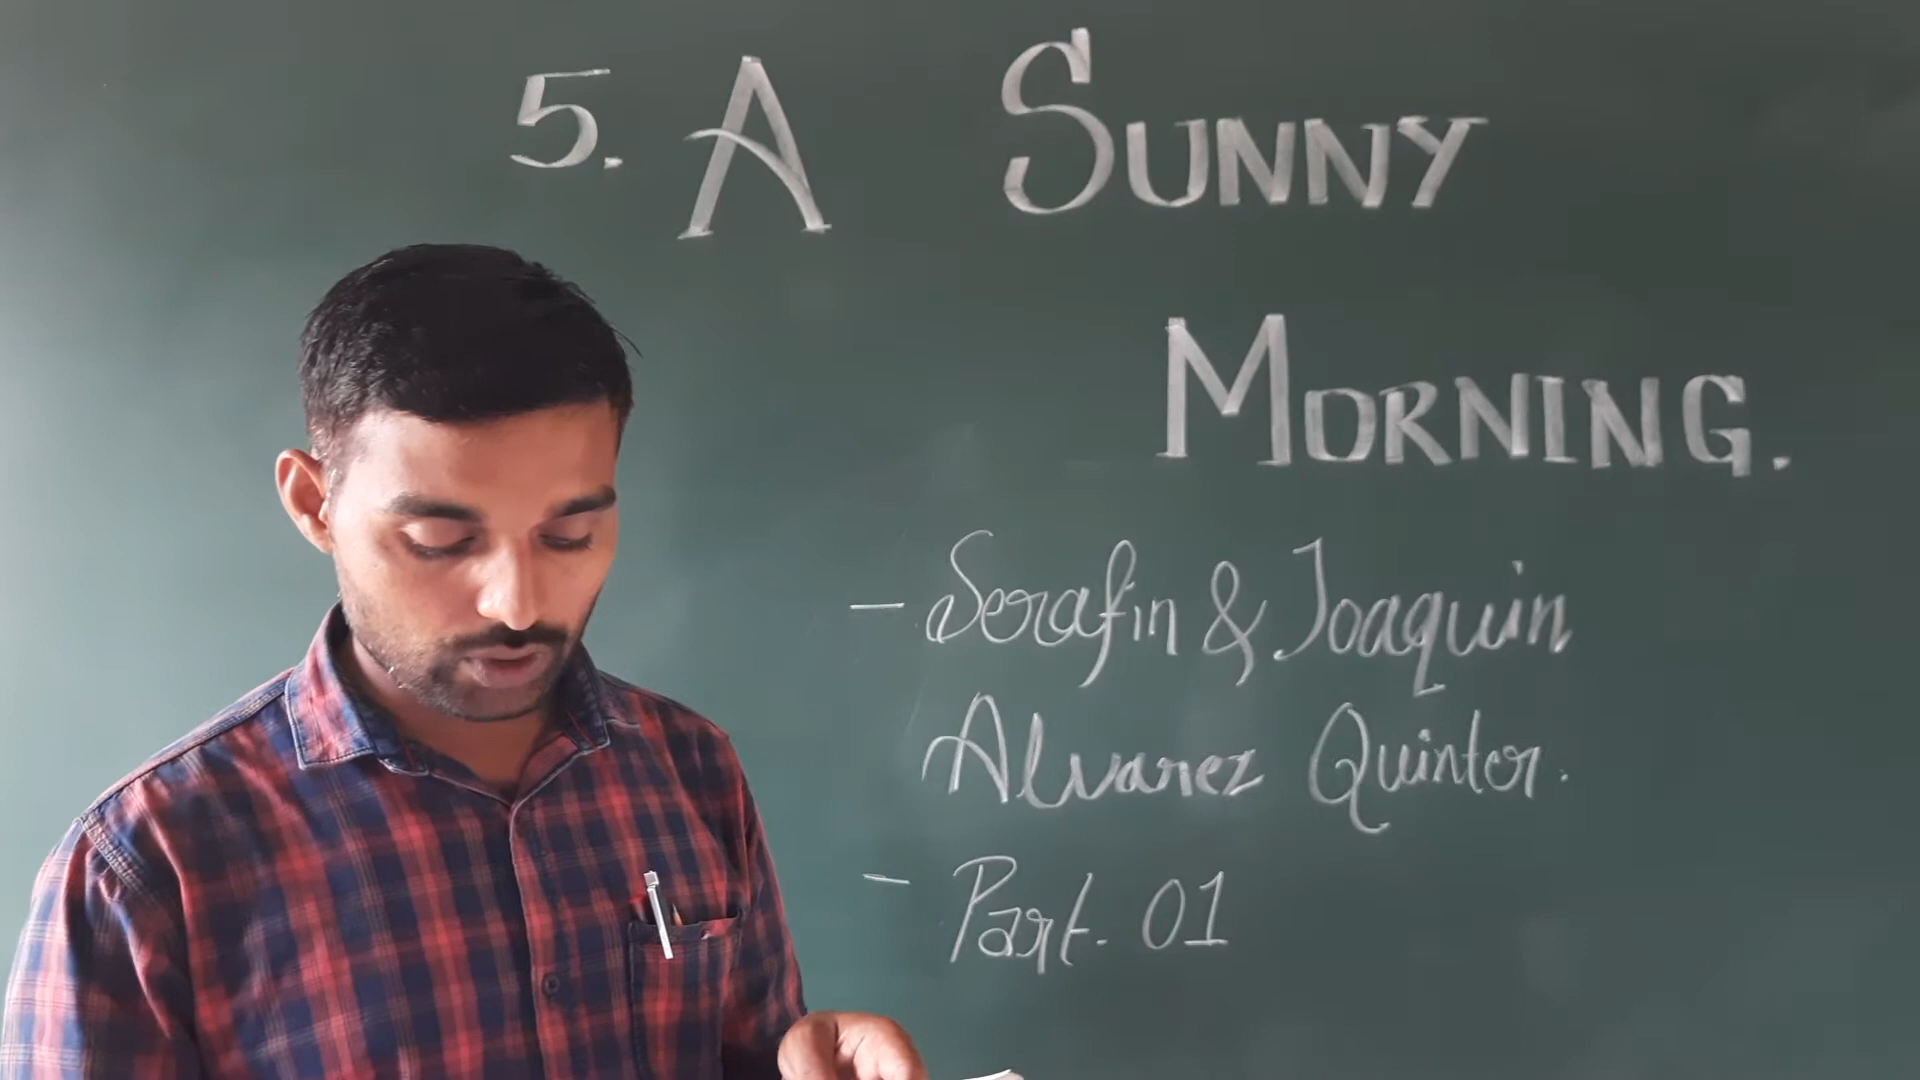 5. A SUNNY
MORNING.
- Serafin & Joaquin
Alvarez Quinter.
- Part. 01